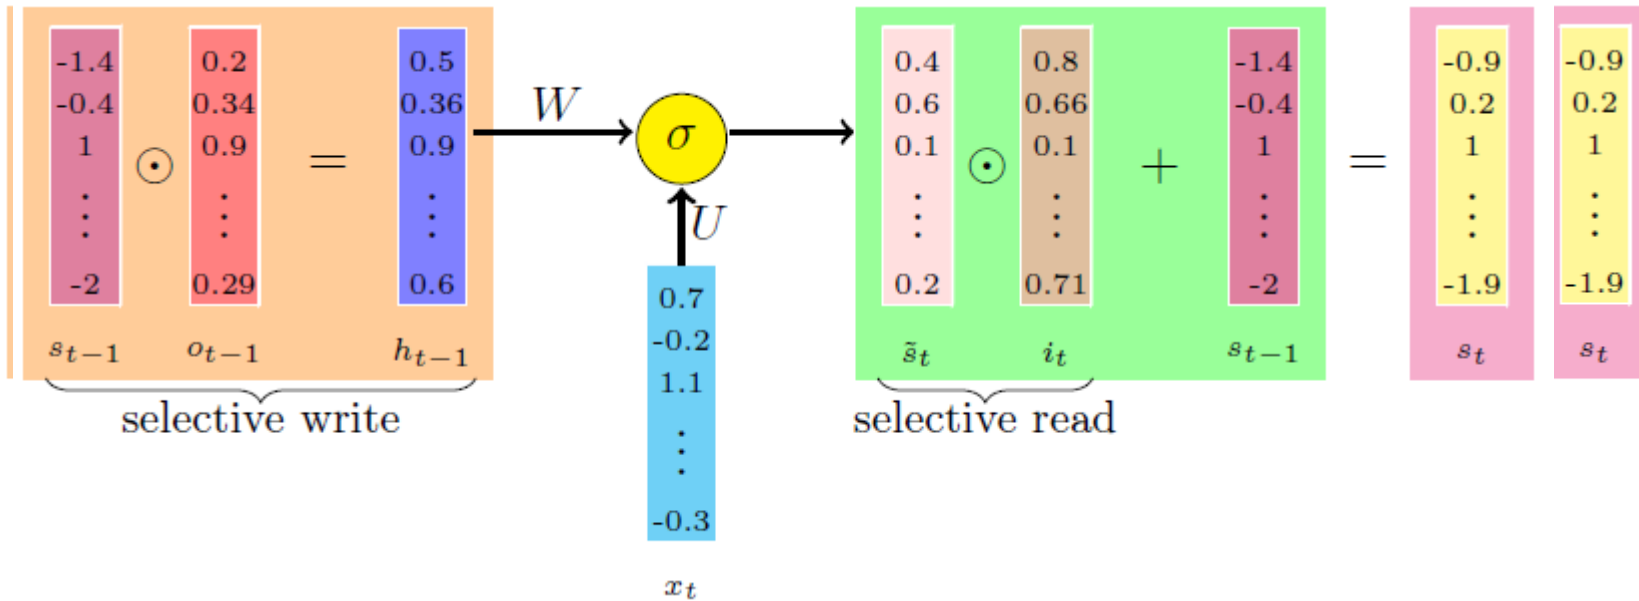 -1.4 0.2 0.5 0.4 0.8 -1.4 -0.9 -0.9
-0.4 0.34 0.36 W 0.6 0.66 -0.4 0.2 0.2
1 0.9 0.9 σ 0.1 0.1 1 1 1
⊙ = ⊙ + =
⋮ ⋮ ⋮ U ⋮ ⋮ ⋮ ⋮ ⋮
-2 0.29 0.6 0.2 0.71 -2 -1.9 -1.9
0.7
-0.2
s_{t−1} o_{t−1} h_{t−1} s̃_t i_t s_{t−1} s_t s_t
1.1
selective write selective read
⋮
-0.3
x_t